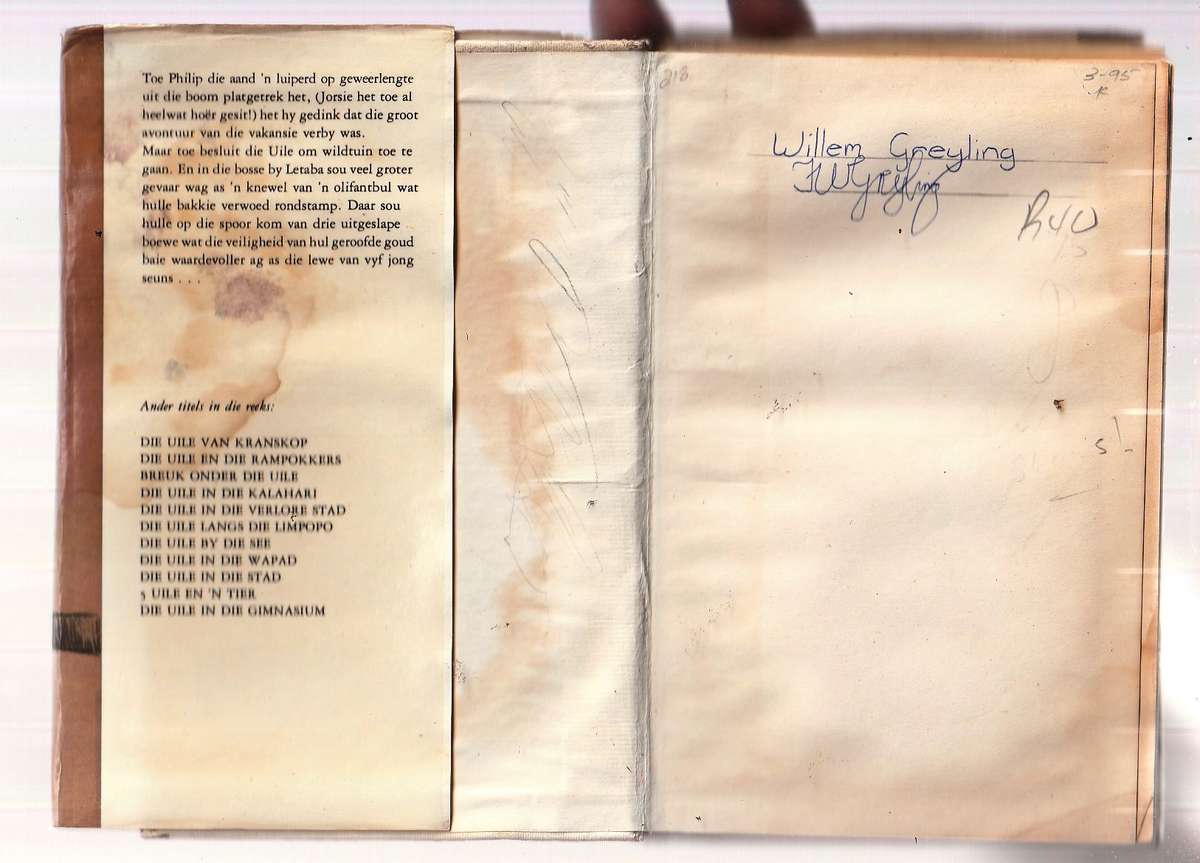 Toe Philip die aand 'n luiperd op geweerlengte
uit die boom platgetrek het, (Jorsie het toe al
heelwat hoër gesit!) het hy gedink dat die groot
avontuur van die vakansie verby was.
Maar toe besluit die Uile om wildtuin toe te
gaan. En in die bosse by Letaba sou veel groter
gevaar wag as 'n knewel van 'n olifantbul wat
hulle bakkie verwoed rondstamp. Daar sou
hulle op die spoor kom van drie uitgeslape
boewe wat die veiligheid van hul geroofde goud
baie waardevoller ag as die lewe van vyf jong
seuns . . .
Ander titels in die reeks:
DIE UILE VAN KRANSKOP
DIE UILE EN DIE RAMPOKKERS
BREUK ONDER DIE UILE
DIE UILE IN DIE KALAHARI
DIE UILE IN DIE VERLORE STAD
DIE UILE LANGS DIE LIMPOPO
DIE UILE BY DIE SEE
DIE UILE IN DIE WAPAD
DIE UILE IN DIE STAD
5 UILE EN 'N TIER
DIE UILE IN DIE GIMNASIUM
218
3-95
Willem Greyling
FWGreyling
R40